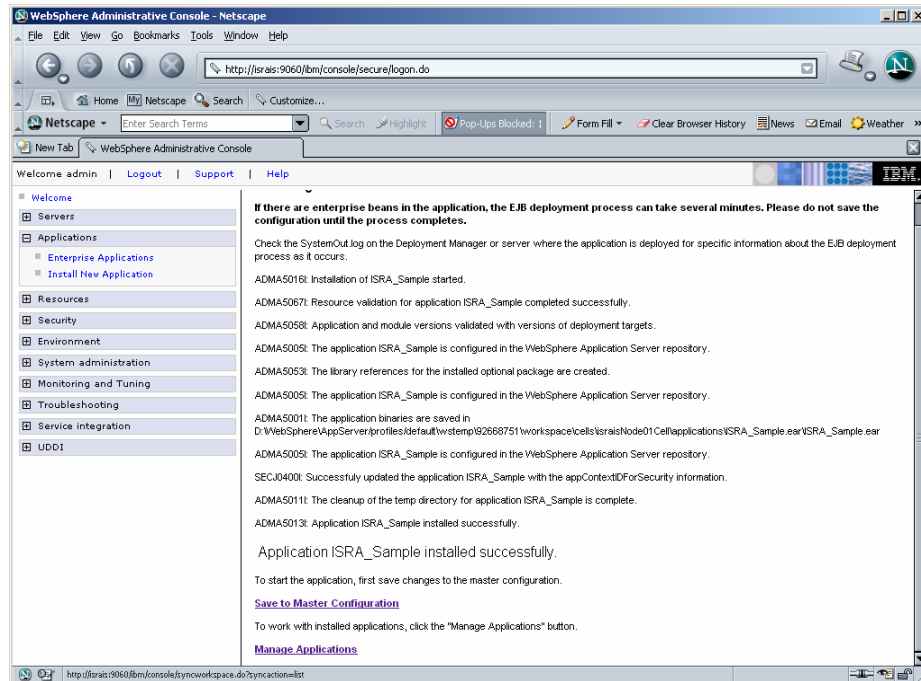 WebSphere Administrative Console - Netscape
File Edit View Go Bookmarks Tools Window Help
http://israis:9060/ibm/console/secure/logon.do
Home My Netscape Search Customize...
Netscape Enter Search Terms Search Highlight Pop-Ups Blocked: 1 Form Fill Clear Browser History News Email Weather »
New Tab WebSphere Administrative Console
Welcome admin | Logout | Support | Help
IBM.
Welcome
Servers
Applications
Enterprise Applications
Install New Application
Resources
Security
Environment
System administration
Monitoring and Tuning
Troubleshooting
Service integration
UDDI
If there are enterprise beans in the application, the EJB deployment process can take several minutes. Please do not save the
configuration until the process completes.
Check the SystemOut.log on the Deployment Manager or server where the application is deployed for specific information about the EJB deployment
process as it occurs.
ADMA5016I: Installation of ISRA_Sample started.
ADMA5067I: Resource validation for application ISRA_Sample completed successfully.
ADMA5058I: Application and module versions validated with versions of deployment targets.
ADMA5005I: The application ISRA_Sample is configured in the WebSphere Application Server repository.
ADMA5053I: The library references for the installed optional package are created.
ADMA5005I: The application ISRA_Sample is configured in the WebSphere Application Server repository.
ADMA5001I: The application binaries are saved in
D:\WebSphere\AppServer/profiles/default\wstemp\92668751\workspace\cells\israisNode01Cell\applications\ISRA_Sample.ear\ISRA_Sample.ear
ADMA5005I: The application ISRA_Sample is configured in the WebSphere Application Server repository.
SECJ0400I: Successfuly updated the application ISRA_Sample with the appContextIDForSecurity information.
ADMA5011I: The cleanup of the temp directory for application ISRA_Sample is complete.
ADMA5013I: Application ISRA_Sample installed successfully.
Application ISRA_Sample installed successfully.
To start the application, first save changes to the master configuration.
Save to Master Configuration
To work with installed applications, click the "Manage Applications" button.
Manage Applications
http://israis:9060/ibm/console/syncworkspace.do?syncaction=list